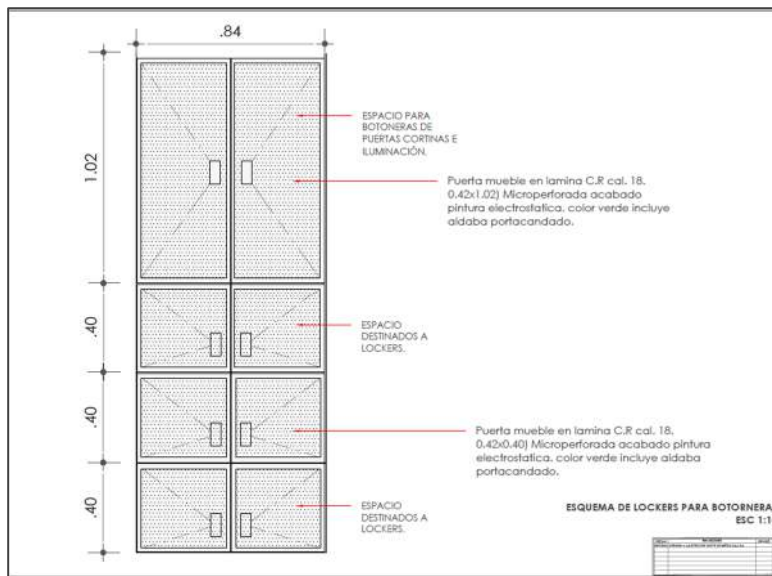 .84
1.02
ESPACIO PARA
BOTONERAS DE
PUERTAS CORTINAS E
ILUMINACIÓN.
Puerta mueble en lamina C.R cal. 18.
0.42x1.02) Microperforada acabado
pintura electrostatica. color verde incluye
aldaba portacandado.
.40
ESPACIO
DESTINADOS A
LOCKERS.
.40
Puerta mueble en lamina C.R cal. 18.
0.42x0.40) Microperforada acabado pintura
electrostatica. color verde incluye aldaba
portacandado.
.40
ESPACIO
DESTINADOS A
LOCKERS.
ESQUEMA DE LOCKERS PARA BOTORNERA
ESC 1:1